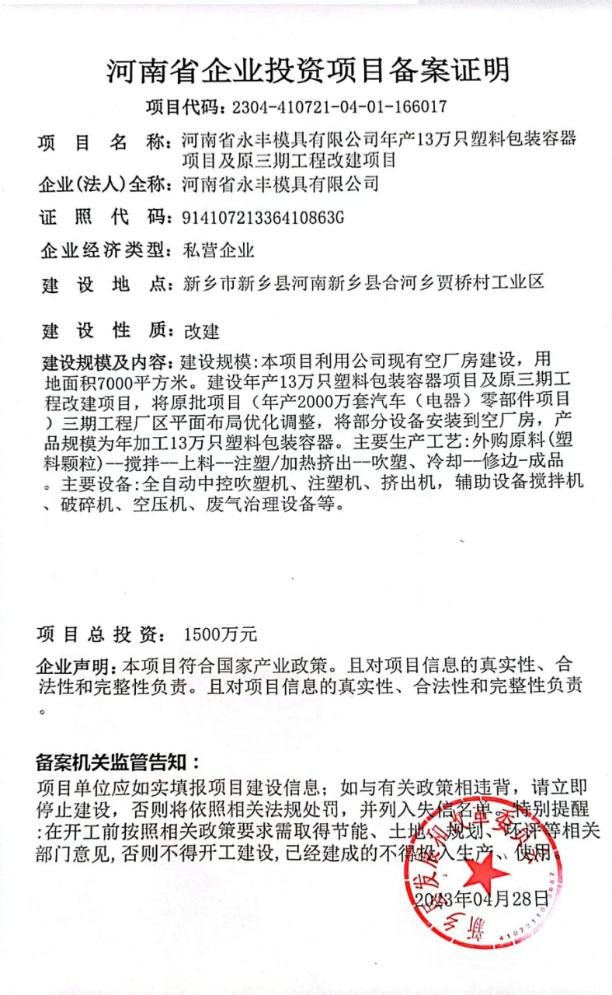 河南省企业投资项目备案证明
项目代码: 2304-410721-04-01-166017
项目名称: 河南省永丰模具有限公司年产13万只塑料包装容器
项目及原三期工程改建项目
企业(法人)全称: 河南省永丰模具有限公司
证照代码: 91410721336410863G
企业经济类型: 私营企业
建设地点: 新乡市新乡县河南新乡县合河乡贾桥村工业区
建设性质: 改建
建设规模及内容: 建设规模:本项目利用公司现有空厂房建设，用
地面积7000平方米。建设年产13万只塑料包装容器项目及原三期工
程改建项目，将原批项目（年产2000万套汽车（电器）零部件项目
）三期工程厂区平面布局优化调整，将部分设备安装到空厂房，产
品规模为年加工13万只塑料包装容器。主要生产工艺:外购原料(塑
料颗粒)--搅拌--上料--注塑/加热挤出--吹塑、冷却--修边-成品
。主要设备:全自动中控吹塑机、注塑机、挤出机，辅助设备搅拌机
、破碎机、空压机、废气治理设备等。
项目总投资: 1500万元
企业声明: 本项目符合国家产业政策。且对项目信息的真实性、合
法性和完整性负责。且对项目信息的真实性、合法性和完整性负责
。
备案机关监管告知：
项目单位应如实填报项目建设信息；如与有关政策相违背，请立即
停止建设，否则将依照相关法规处罚，并列入失信名单。特别提醒
:在开工前按照相关政策要求需取得节能、土地、规划、环评等相关
部门意见,否则不得开工建设,已经建成的不得投入生产、使用。
2023年04月28日
新乡县发展和改革委员会